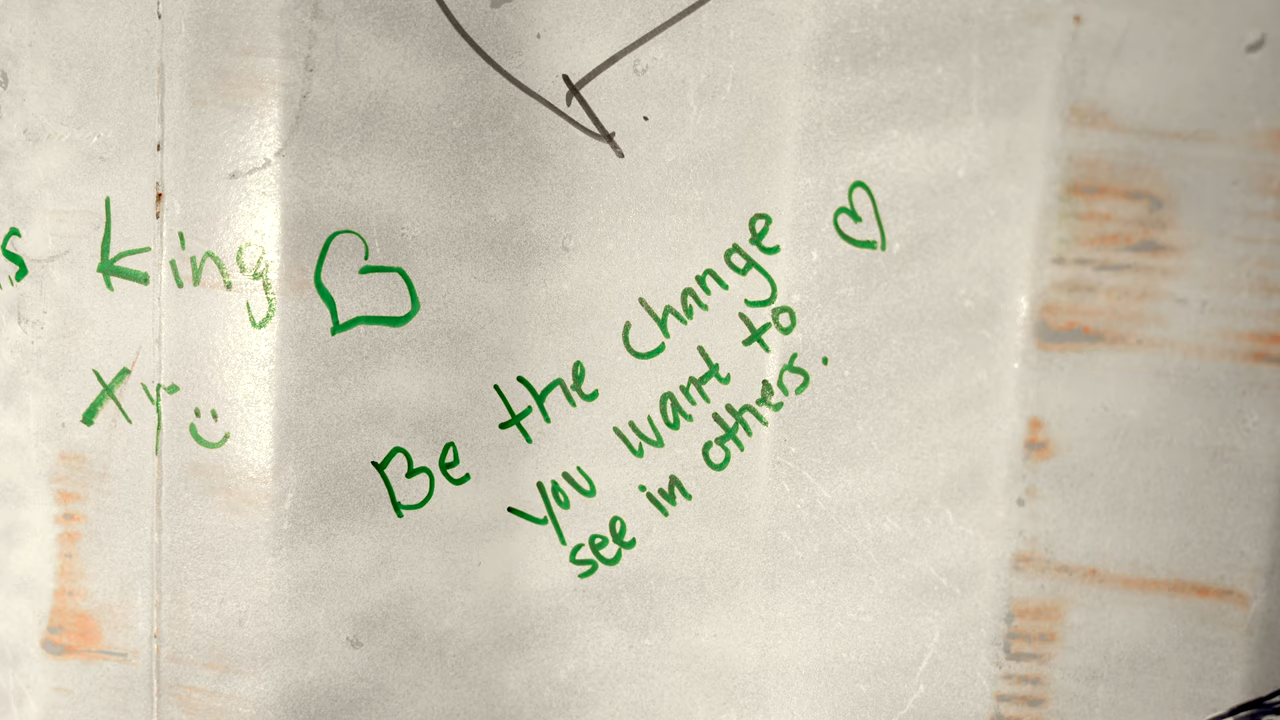 s King
Be the change
you want to
see in others.